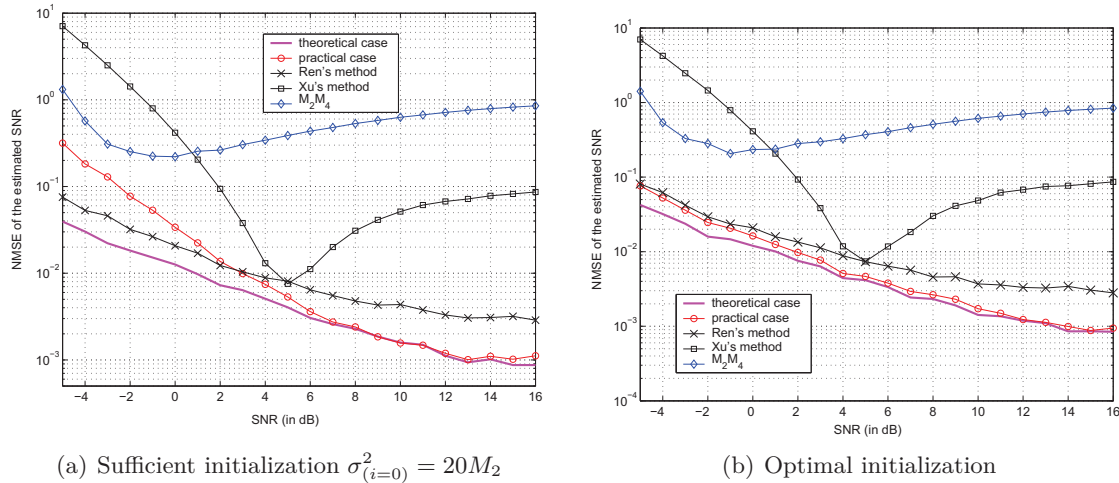 10^1
10^0
10^-1
10^-2
10^-3
NMSE of the estimated SNR
theoretical case
practical case
Ren's method
Xu's method
M_2M_4
−4 −2 0 2 4 6 8 10 12 14 16
SNR (in dB)
(a) Sufficient initialization σ^2_(i=0) = 20M_2
10^1
10^0
10^-1
10^-2
10^-3
10^-4
NMSE of the estimated SNR
theoretical case
practical case
Ren's method
Xu's method
M_2M_4
−4 −2 0 2 4 6 8 10 12 14 16
SNR (in dB)
(b) Optimal initialization